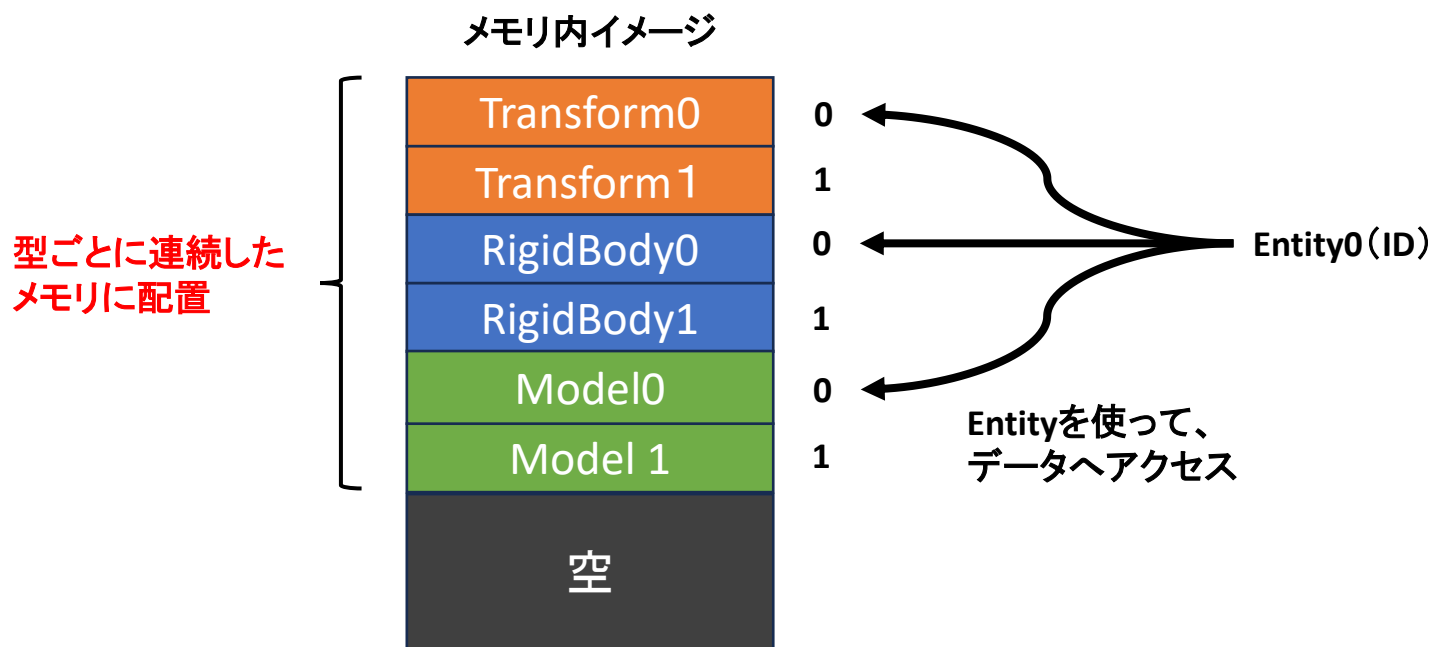 メモリ内イメージ
Transform0
0
Transform１
1
型ごとに連続した
メモリに配置
RigidBody0
0
Entity0（ID）
RigidBody1
1
Model0
0
Model 1
1
Entityを使って、
データへアクセス
空